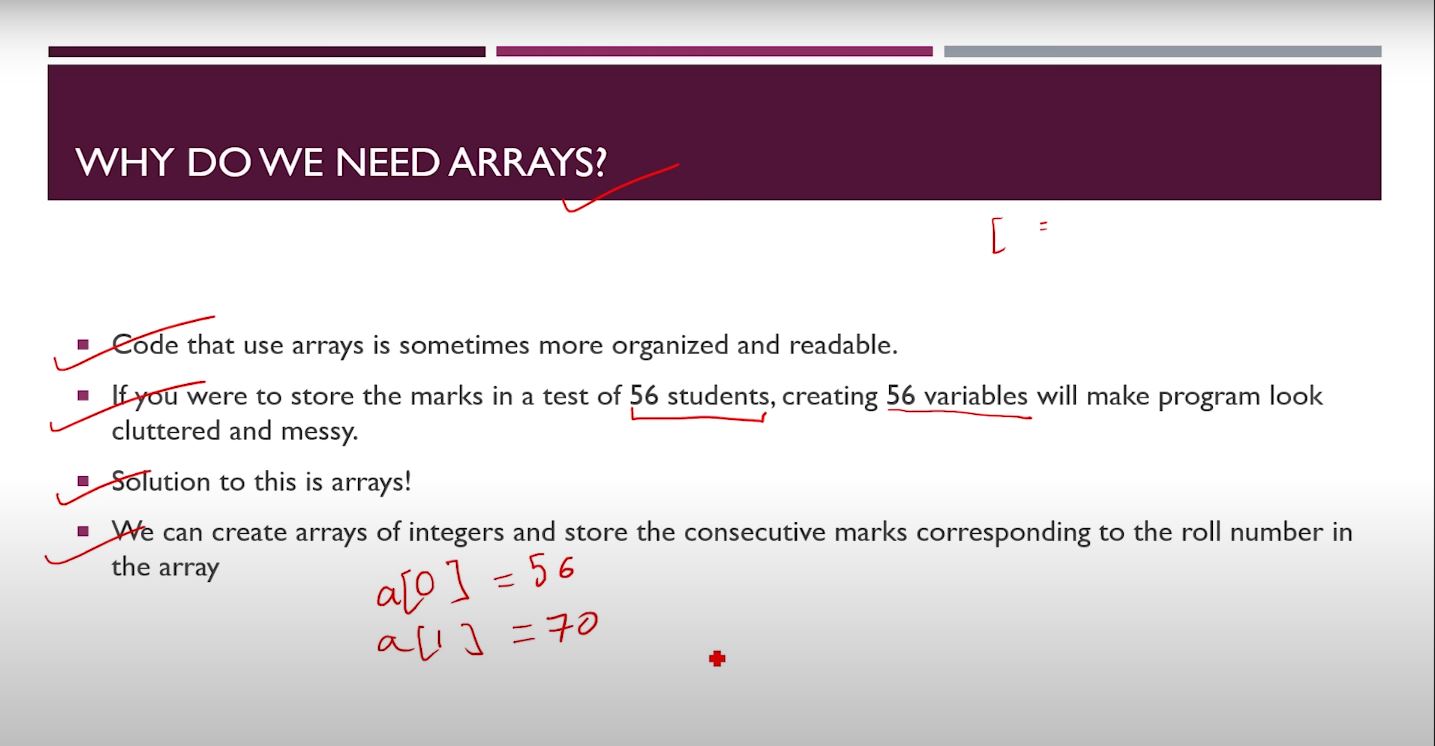 WHY DO WE NEED ARRAYS?
[ =
Code that use arrays is sometimes more organized and readable.
If you were to store the marks in a test of 56 students, creating 56 variables will make program look
cluttered and messy.
Solution to this is arrays!
We can create arrays of integers and store the consecutive marks corresponding to the roll number in
the array
a[0] = 56
a[1] = 70